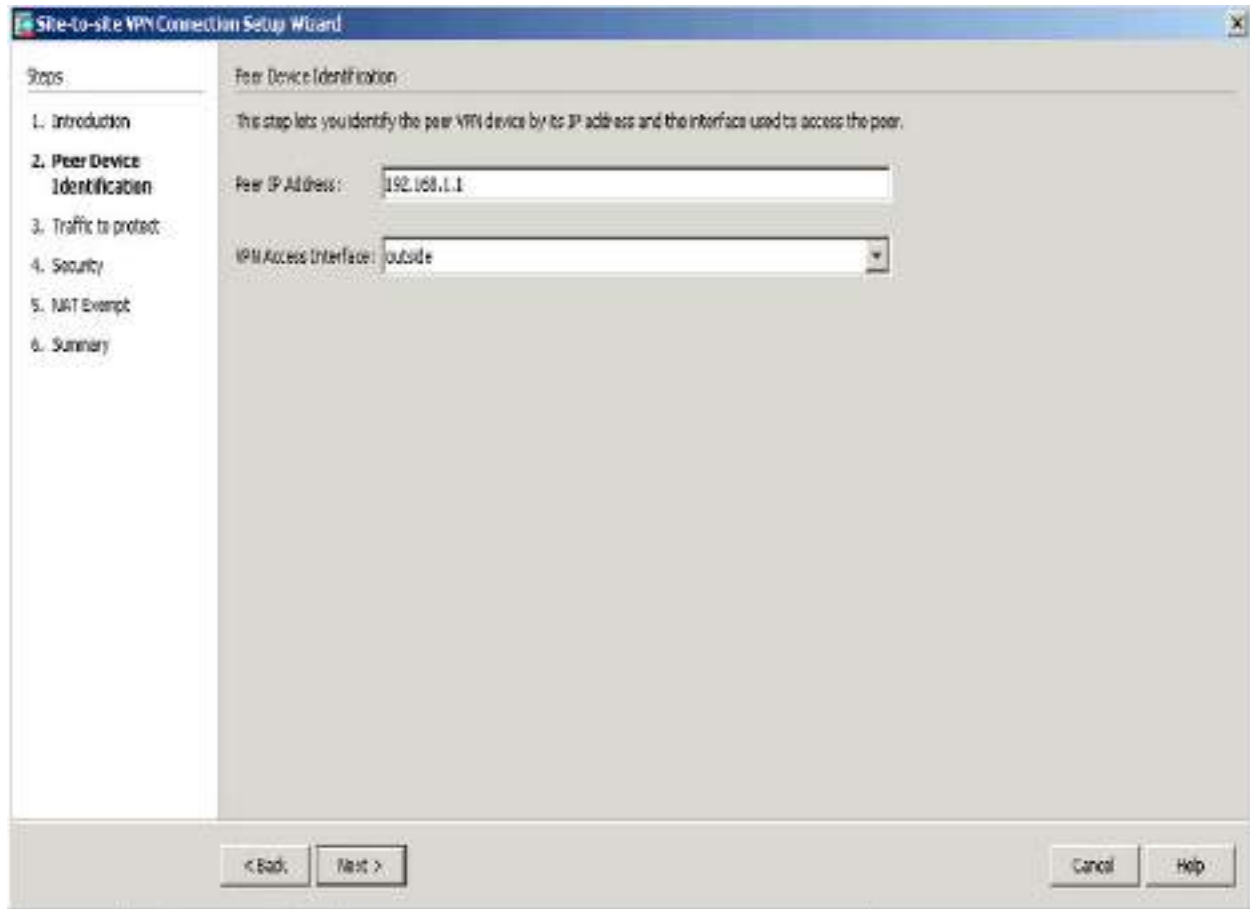 Site-to-site VPN Connection Setup Wizard
Steps
1. Introduction
2. Peer Device
Identification
3. Traffic to protect
4. Security
5. NAT Exempt
6. Summary
Peer Device Identification
This step lets you identify the peer VPN device by its IP address and the interface used to access the peer.
Peer IP Address:
192.168.1.1
VPN Access Interface:
outside
< Back
Next >
Cancel
Help